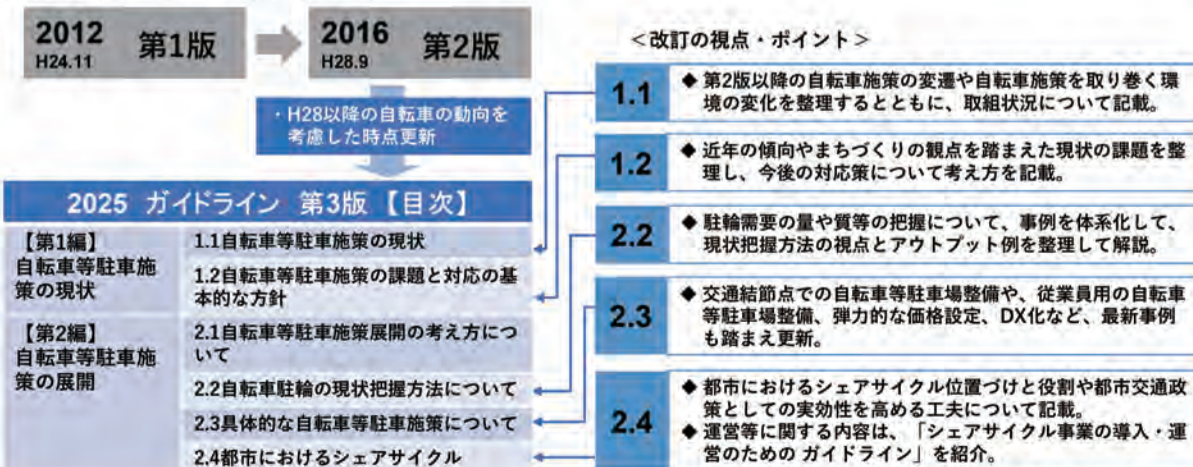 2012 第1版
H24.11
2016 第2版
H28.9
・H28以降の自転車の動向を
考慮した時点更新
2025 ガイドライン 第3版 【目次】
【第1編】
自転車等駐車施
策の現状
1.1自転車等駐車施策の現状
1.2自転車等駐車施策の課題と対応の基
本的な方針
【第2編】
自転車等駐車施
策の展開
2.1自転車等駐車施策展開の考え方につ
いて
2.2自転車駐輪の現状把握方法について
2.3具体的な自転車等駐車施策について
2.4都市におけるシェアサイクル
＜改訂の視点・ポイント＞
1.1
◆ 第2版以降の自転車施策の変遷や自転車施策を取り巻く環
境の変化を整理するとともに、取組状況について記載。
1.2
◆ 近年の傾向やまちづくりの観点を踏まえた現状の課題を整
理し、今後の対応策について考え方を記載。
2.2
◆ 駐輪需要の量や質等の把握について、事例を体系化して、
現状把握方法の視点とアウトプット例を整理して解説。
2.3
◆ 交通結節点での自転車等駐車場整備や、従業員用の自転車
等駐車場整備、弾力的な価格設定、DX化など、最新事例
も踏まえ更新。
2.4
◆ 都市におけるシェアサイクル位置づけと役割や都市交通政
策としての実効性を高める工夫について記載。
◆ 運営等に関する内容は、「シェアサイクル事業の導入・運
営のための ガイドライン」を紹介。